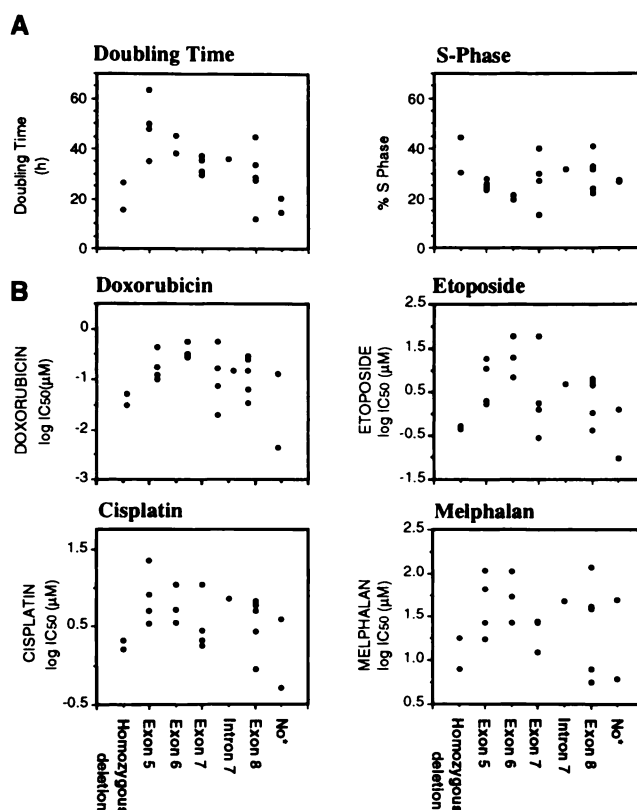 A
Doubling Time
S-Phase
Doubling Time
(h)
60
40
20
0
% S Phase
60
40
20
0
B
Doxorubicin
Etoposide
DOXORUBICIN
log IC50(µM)
-0
-1
-2
-3
ETOPOSIDE
log IC50 (µM)
1.5
2.5
0.5
-0.5
-1.5
Cisplatin
Melphalan
CISPLATIN
log IC50 (µM)
1.5
0.5
-0.5
MELPHALAN
log IC50 (µM)
2.5
2.0
1.5
1.0
0.5
Homozygous
deletion
Exon 5
Exon 6
Exon 7
Intron 7
Exon 8
No*
Homozygous
deletion
Exon 5
Exon 6
Exon 7
Intron 7
Exon 8
No*